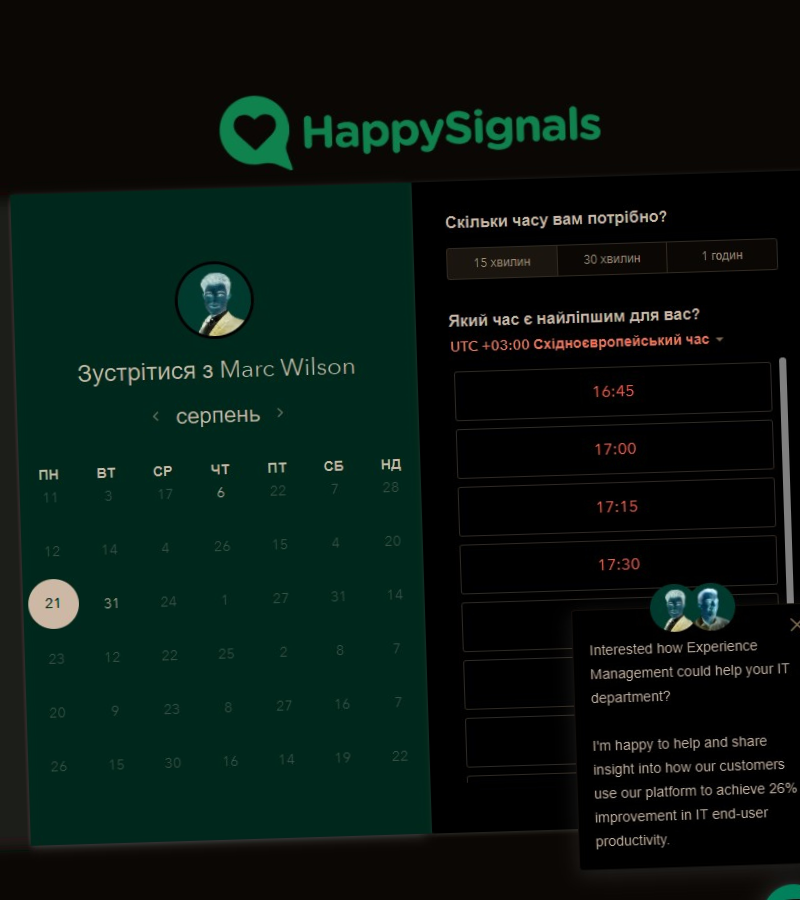 HappySignals
Зустрітися з Marc Wilson
серпень
ПН ВТ СР ЧТ ПТ СБ НД
11 3 17 6 22 7 28
12 14 4 26 15 4 20
21 31 24 1 27 31 14
23 12 22 25 2 8 7
20 9 23 8 27 16 7
26 15 30 16 14 19 22
Скільки часу вам потрібно?
15 хвилин 30 хвилин 1 годин
Який час є найліпшим для вас?
UTC +03:00 Східноєвропейський час
16:45
17:00
17:15
17:30
Interested how Experience
Management could help your IT
department?
I'm happy to help and share
insight into how our customers
use our platform to achieve 26%
improvement in IT end-user
productivity.